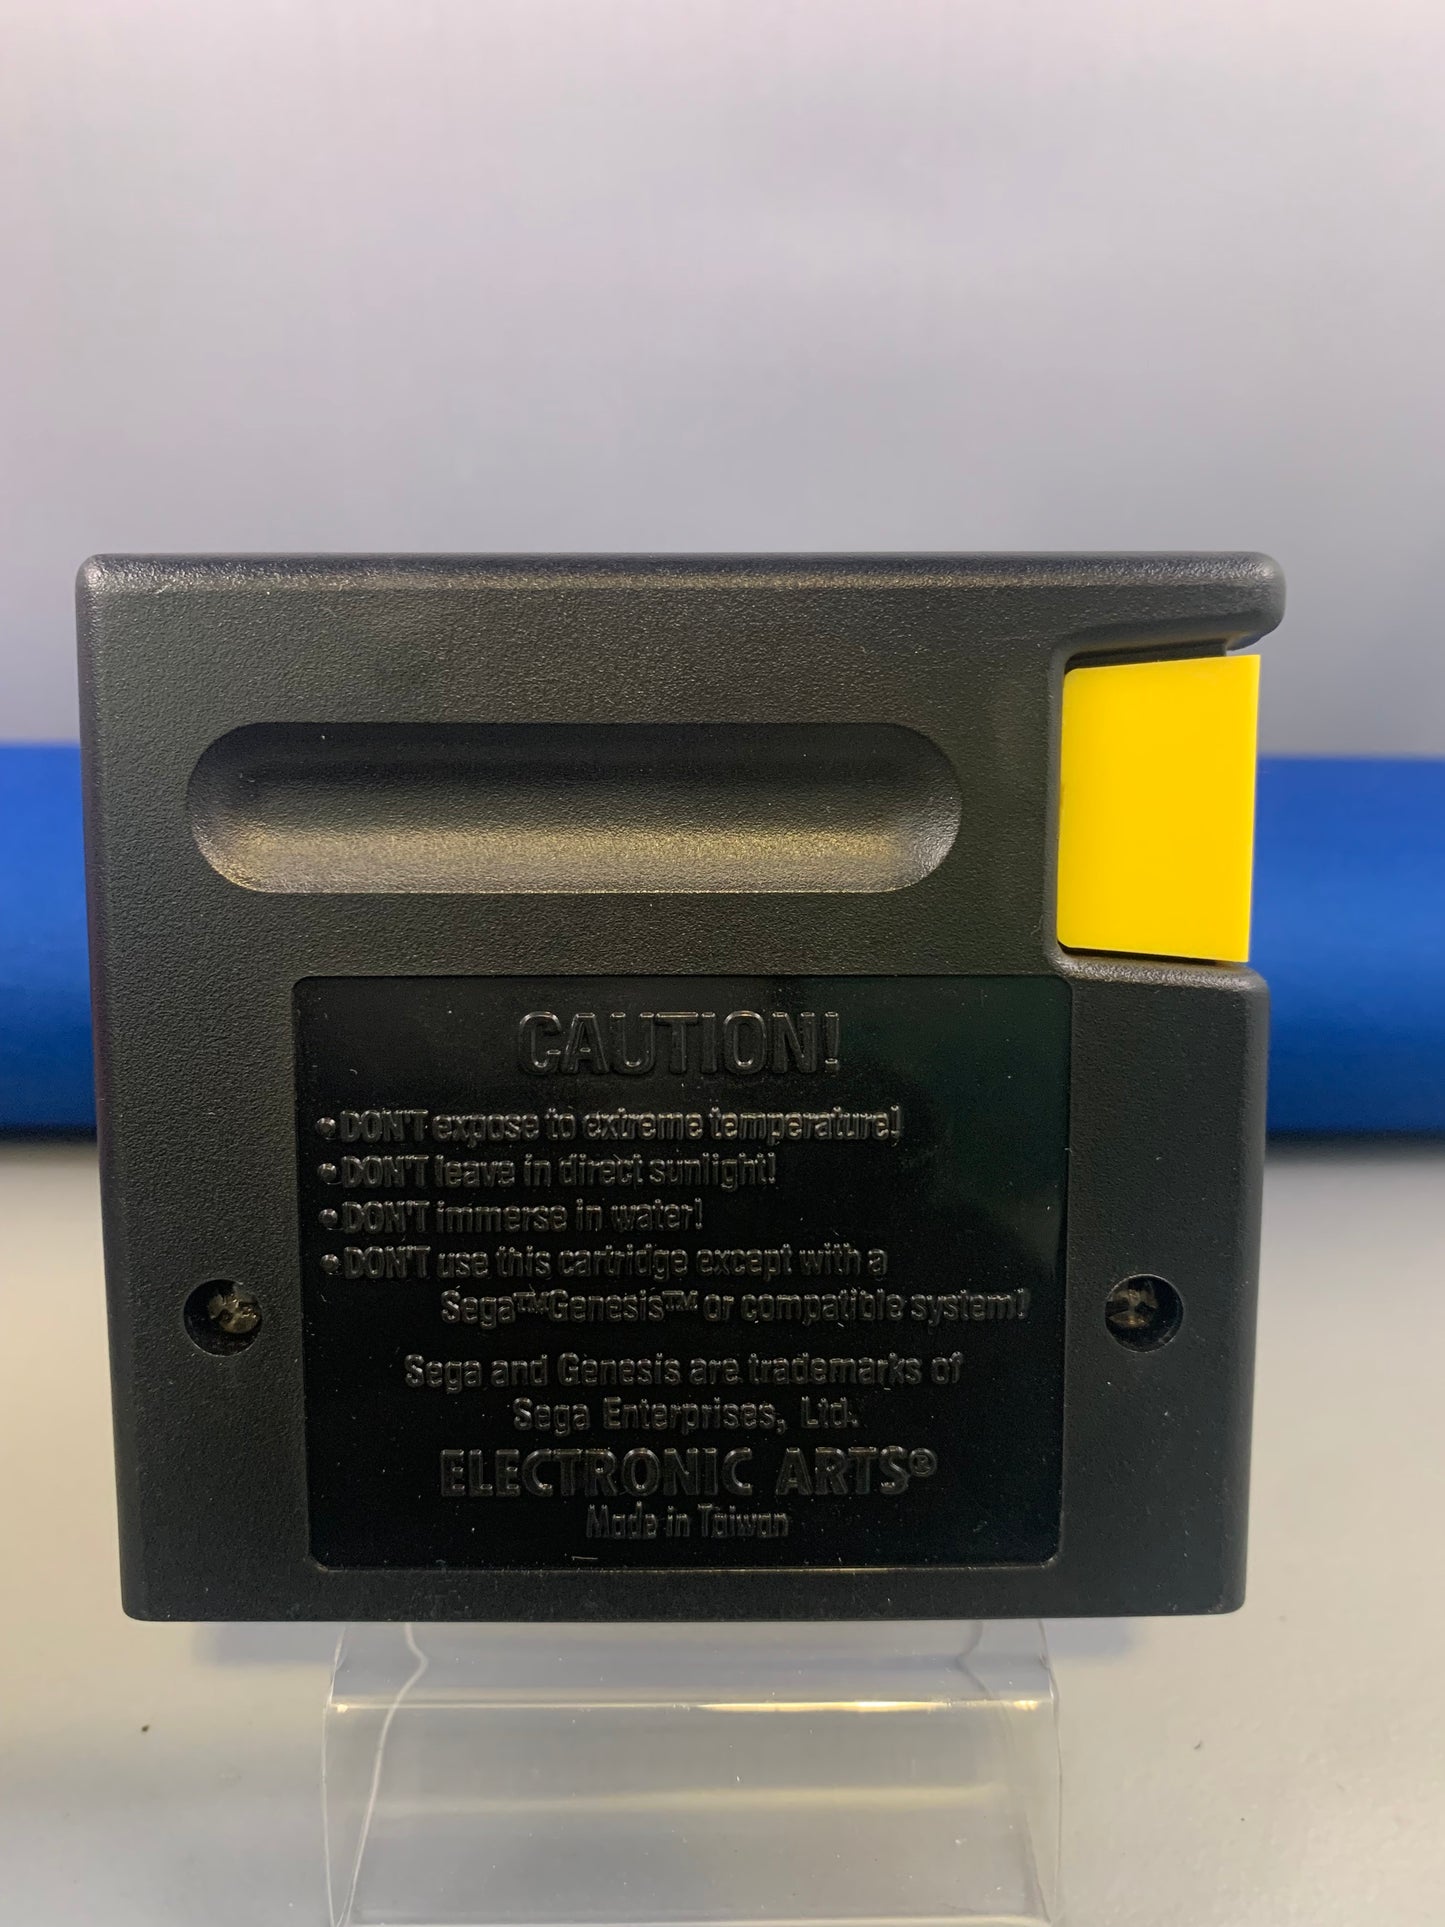 CAUTION!
• DON'T expose to extreme temperature!
• DON'T leave in direct sunlight!
• DON'T immerse in water!
• DON'T use this cartridge except with a
Sega™Genesis™ or compatible system!
Sega and Genesis are trademarks of
Sega Enterprises, Ltd.
ELECTRONIC ARTS®
Made in Taiwan